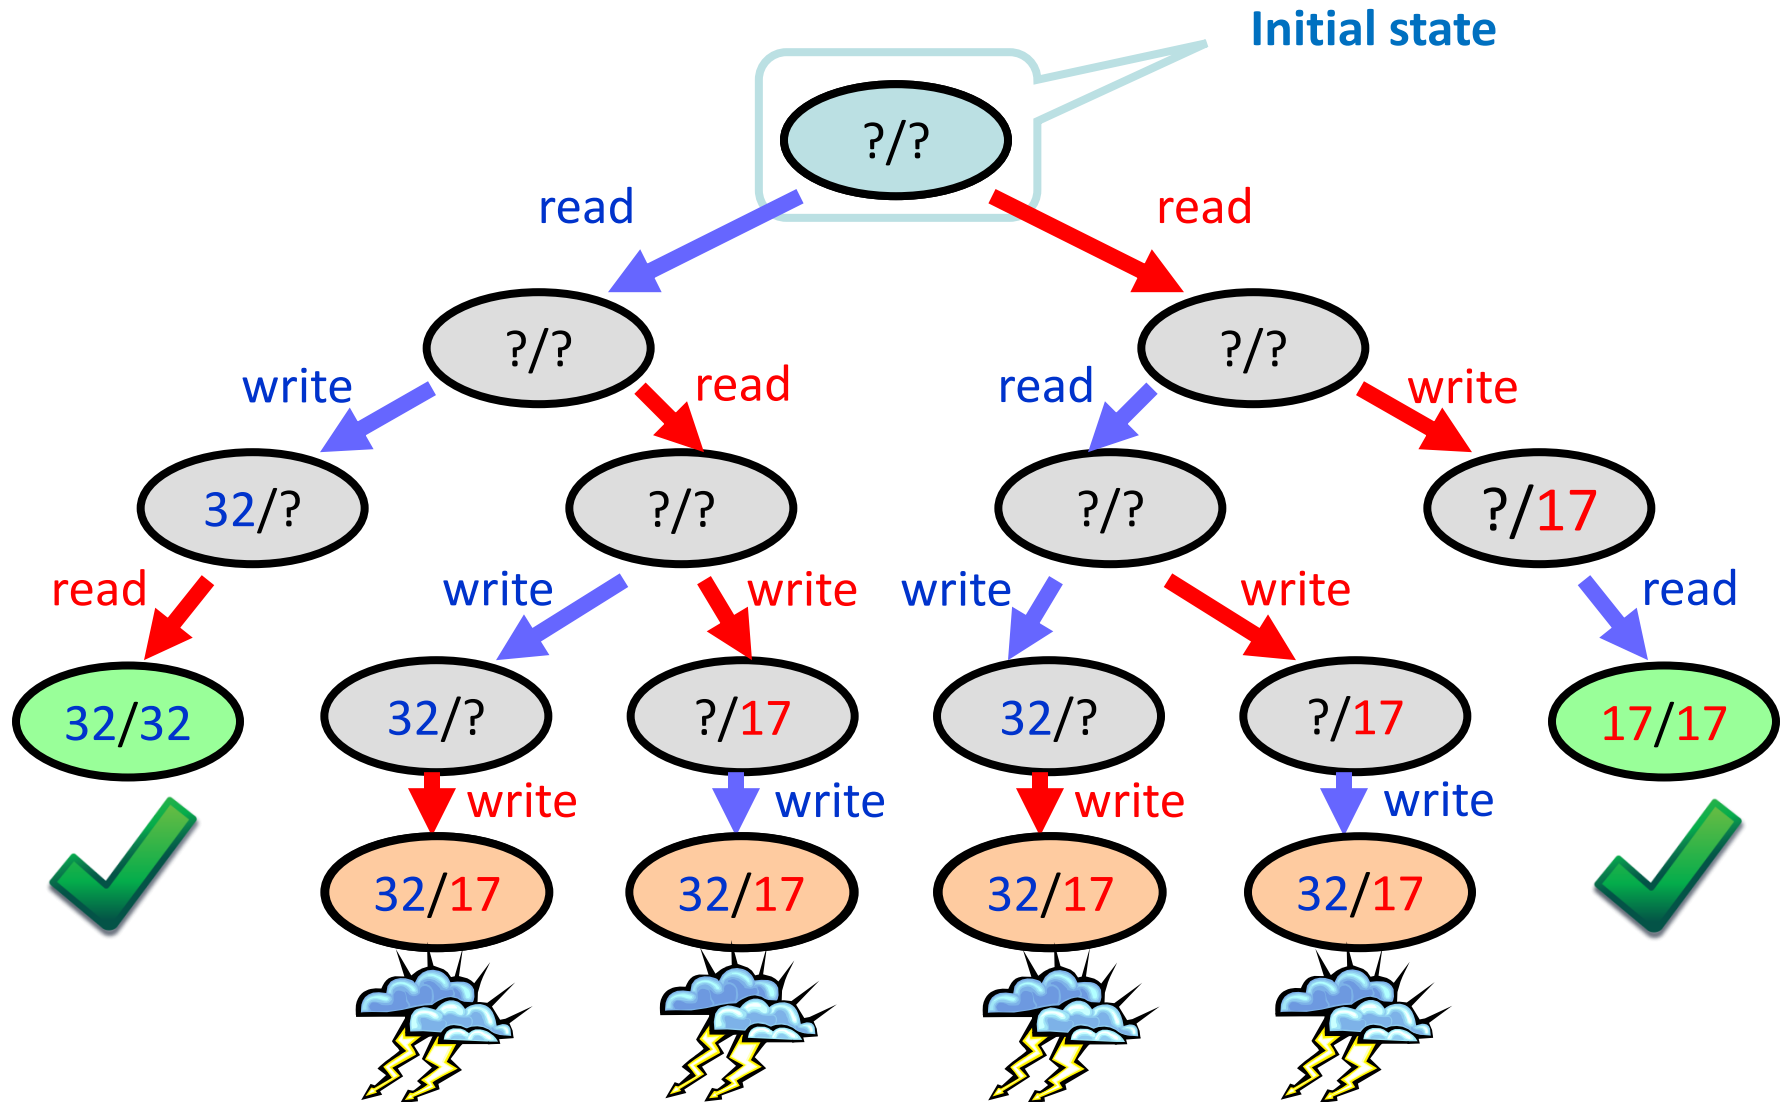 Initial state
?/?
read
read
?/?
?/?
write
read
read
write
32/?
?/?
?/?
?/17
read
write
write
write
write
read
32/32
32/?
?/17
32/?
?/17
17/17
write
write
write
write
32/17
32/17
32/17
32/17